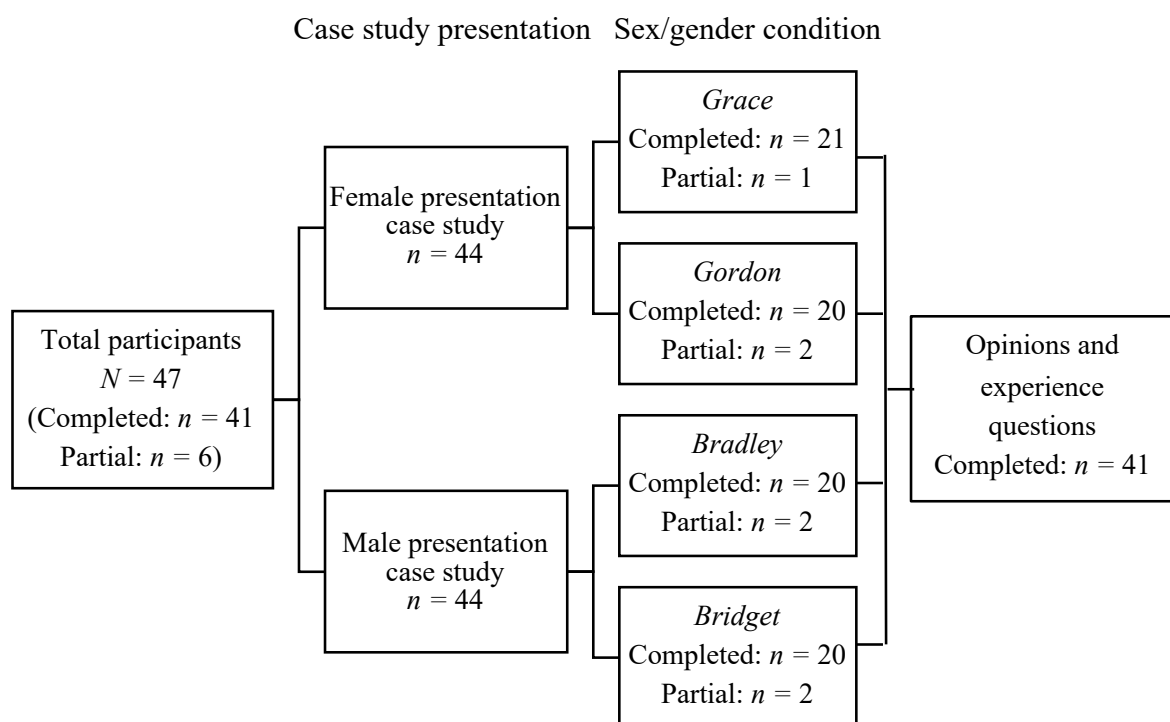 Case study presentation Sex/gender condition
Total participants
N = 47
(Completed: n = 41
Partial: n = 6)
Female presentation
case study
n = 44
Male presentation
case study
n = 44
Grace
Completed: n = 21
Partial: n = 1
Gordon
Completed: n = 20
Partial: n = 2
Bradley
Completed: n = 20
Partial: n = 2
Bridget
Completed: n = 20
Partial: n = 2
Opinions and
experience
questions
Completed: n = 41